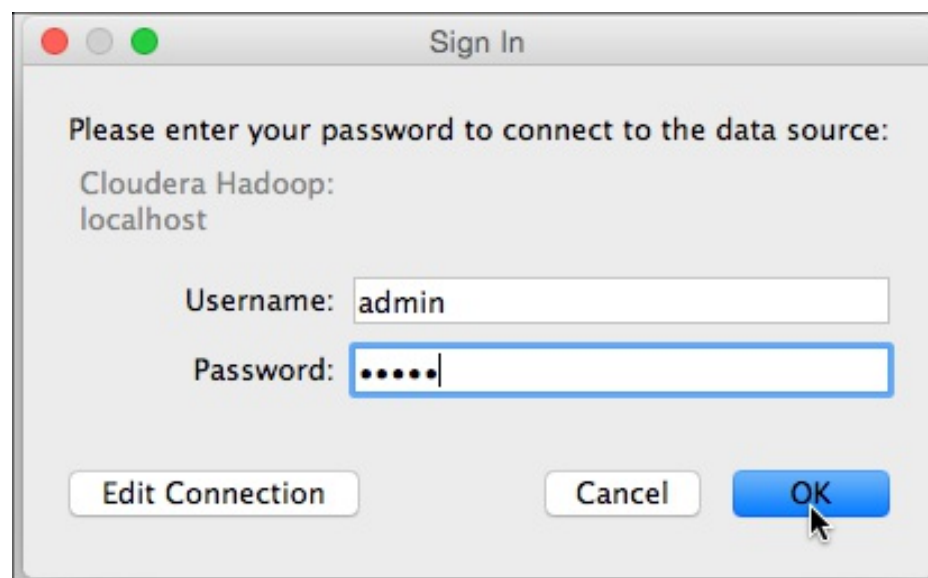 Sign In
Please enter your password to connect to the data source:
Cloudera Hadoop:
localhost
Username: admin
Password: •••••
Edit Connection Cancel OK